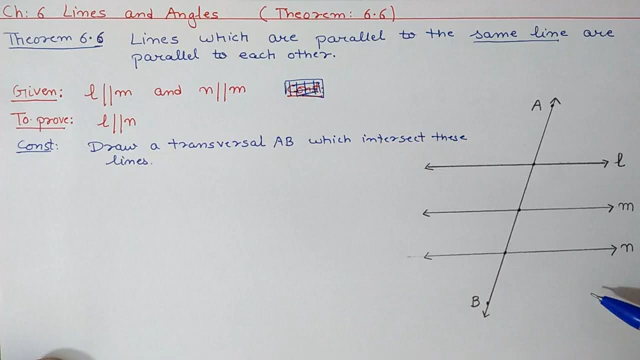 Ch: 6 Lines and Angles (Theorem: 6.6)
Theorem 6.6 Lines which are parallel to the same line are
parallel to each other.
Given: l||m and n||m
To prove: l||n
Const: Draw a transversal AB which intersect these
lines.
A
l
m
n
B